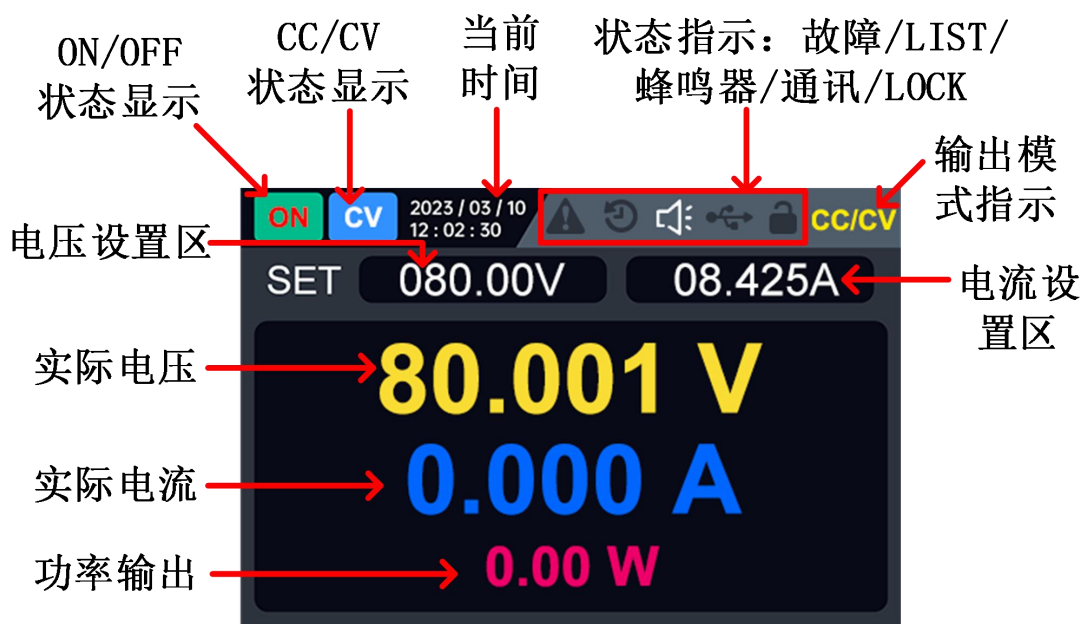 ON/OFF
状态显示
CC/CV
状态显示
当前
时间
状态指示：故障/LIST/
蜂鸣器/通讯/LOCK
输出模
式指示
ON
CV
2023/03/10
12:02:30
CC/CV
电压设置区
SET
080.00V
08.425A
电流设
置区
实际电压
80.001 V
实际电流
0.000 A
功率输出
0.00 W